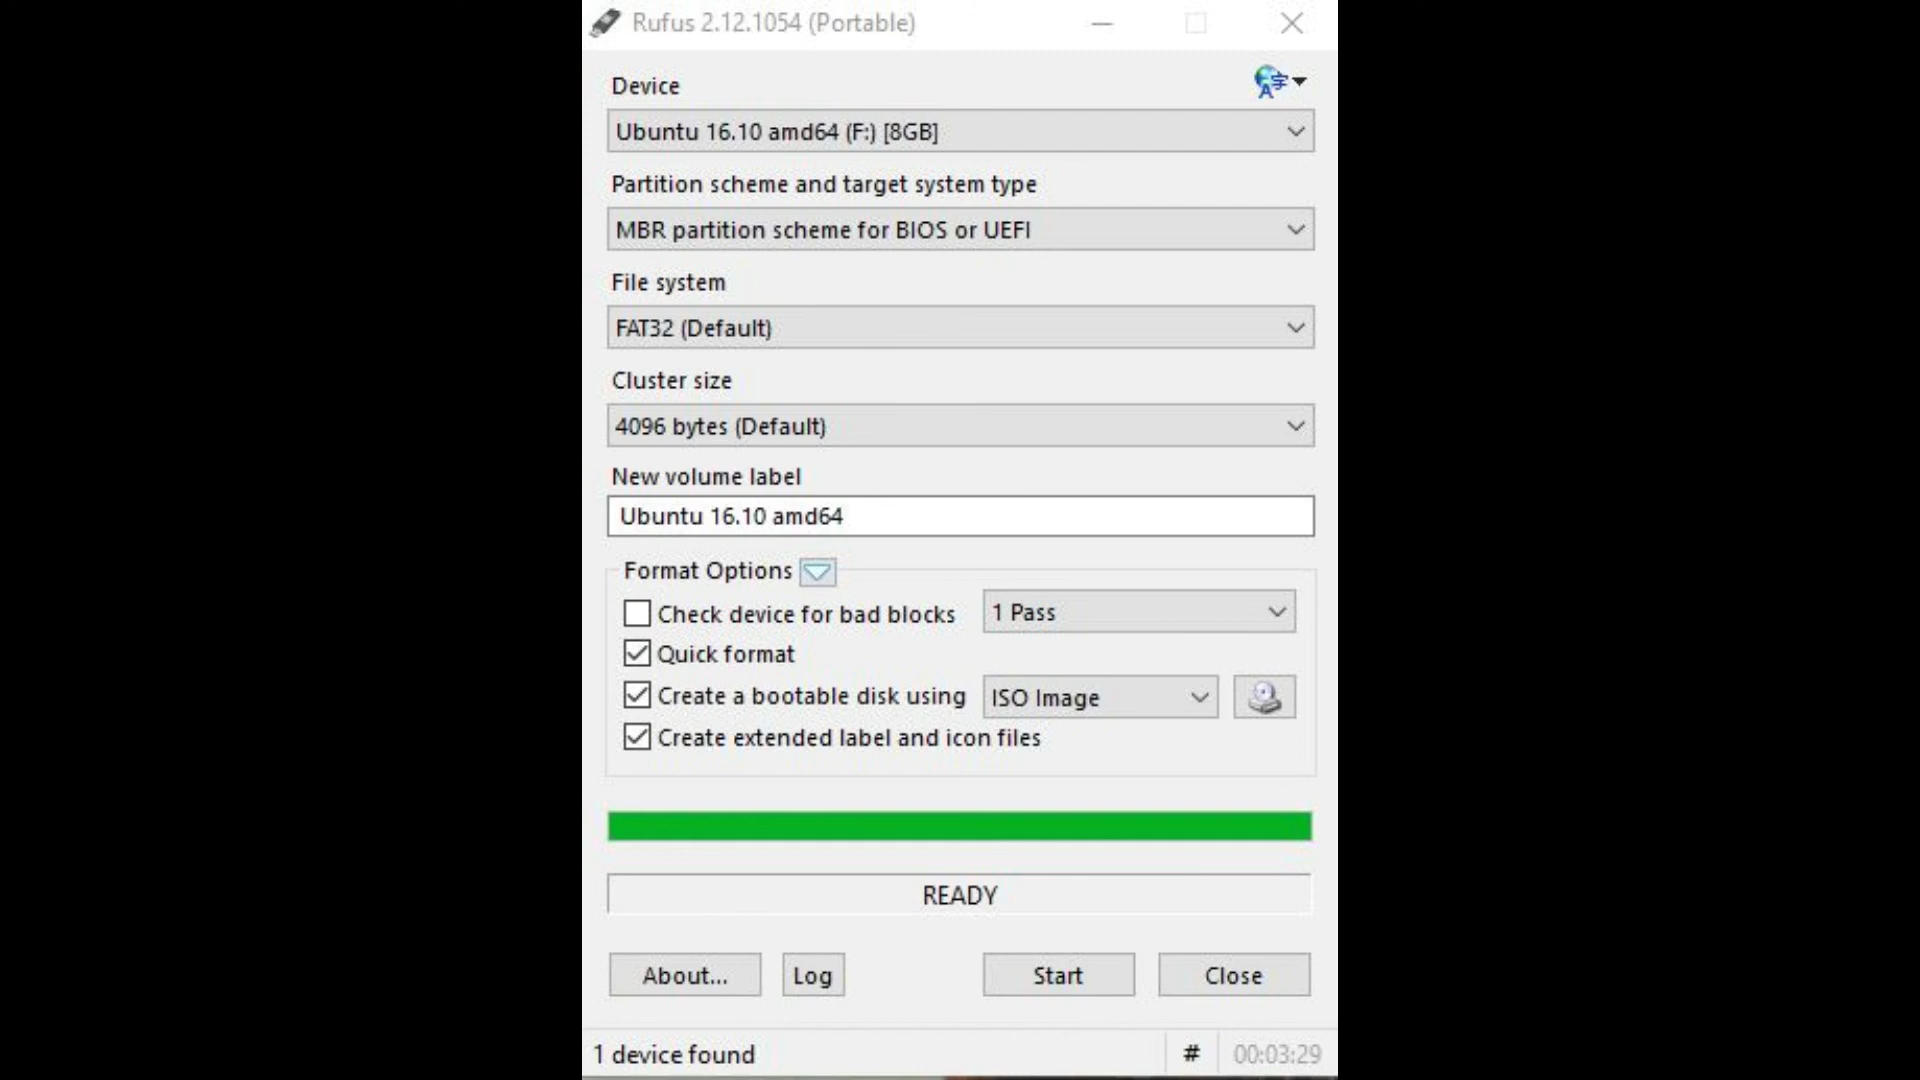 Rufus 2.12.1054 (Portable)
Device
Ubuntu 16.10 amd64 (F:) [8GB]
Partition scheme and target system type
MBR partition scheme for BIOS or UEFI
File system
FAT32 (Default)
Cluster size
4096 bytes (Default)
New volume label
Ubuntu 16.10 amd64
Format Options
Check device for bad blocks 1 Pass
Quick format
Create a bootable disk using ISO Image
Create extended label and icon files
READY
About... Log Start Close
1 device found # 00:03:29